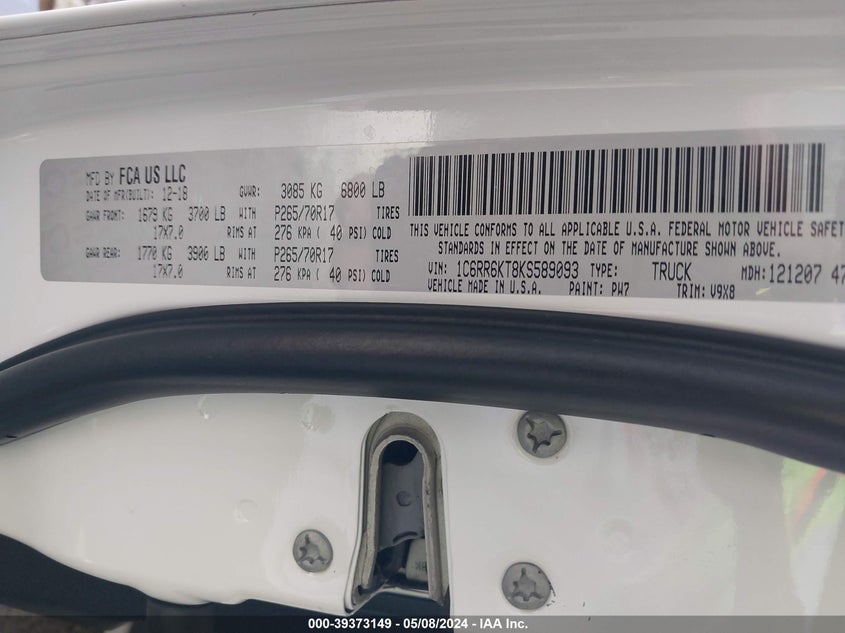 MFD BY FCA US LLC
DATE OF MFR(BUILT): 12-18 GVWR: 3085 KG 6800 LB
GAWR FRONT: 1679 KG 3700 LB WITH P265/70R17 TIRES
17X7.0 RIMS AT 276 KPA ( 40 PSI) COLD
GAWR REAR: 1770 KG 3900 LB WITH P265/70R17 TIRES
17X7.0 RIMS AT 276 KPA ( 40 PSI) COLD
THIS VEHICLE CONFORMS TO ALL APPLICABLE U.S.A. FEDERAL MOTOR VEHICLE SAFET
STANDARDS IN EFFECT ON THE DATE OF MANUFACTURE SHOWN ABOVE.
VIN: 1C6RR6KT8KS589093 TYPE: TRUCK MDH: 121207 47
VEHICLE MADE IN U.S.A. PAINT: PW7 TRIM: V9X8
000-39373149 — 05/08/2024 — IAA Inc.